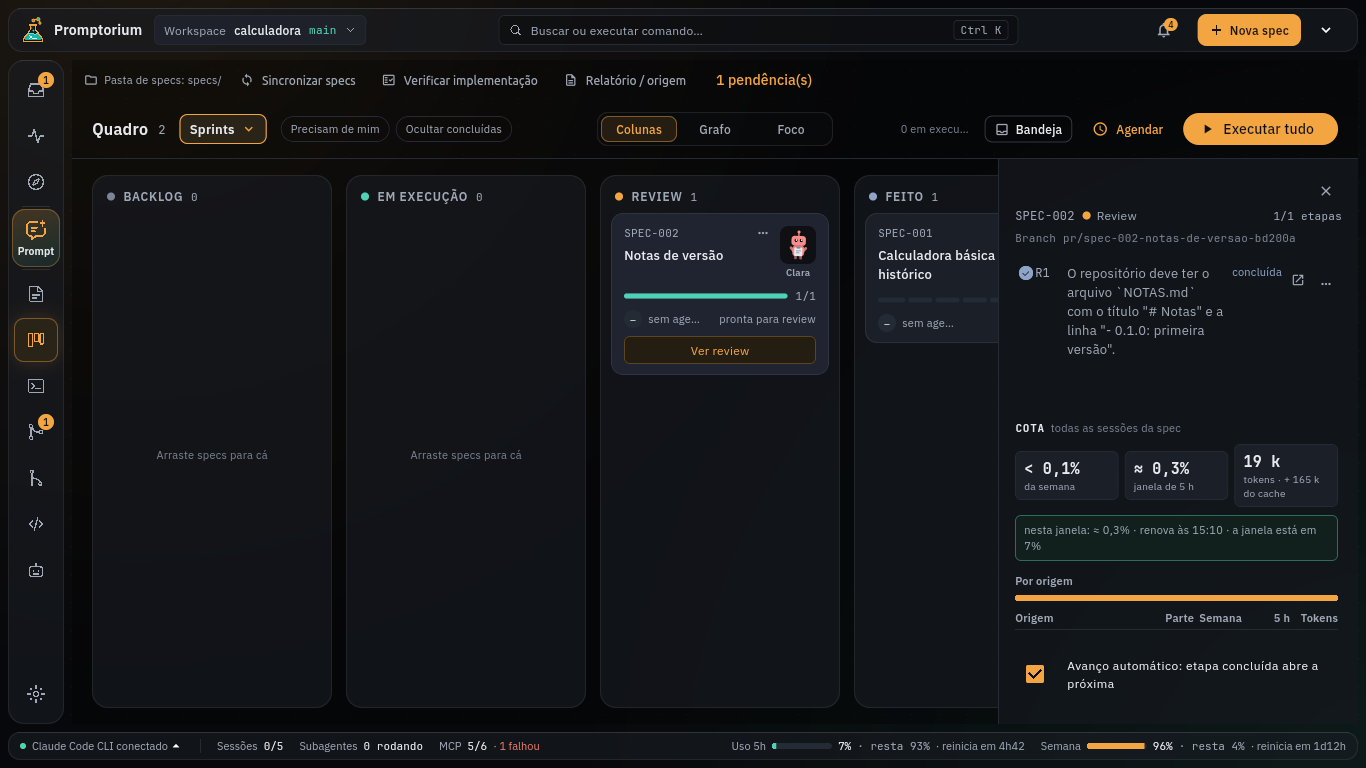 Promptorium
Workspace calculadora main
Buscar ou executar comando…
Ctrl K
4
Nova spec
1
Pasta de specs: specs/
Sincronizar specs
Verificar implementação
Relatório / origem
1 pendência(s)
Quadro 2
Sprints
Precisam de mim
Ocultar concluídas
Colunas
Grafo
Foco
0 em execu…
Bandeja
Agendar
Executar tudo
Prompt
1
BACKLOG 0
Arraste specs para cá
EM EXECUÇÃO 0
Arraste specs para cá
REVIEW 1
SPEC-002
Notas de versão
Clara
1/1
– sem age…
pronta para review
Ver review
FEITO 1
SPEC-001
Calculadora básica
histórico
– sem age…
SPEC-002 Review
1/1 etapas
Branch pr/spec-002-notas-de-versao-bd200a
R1
O repositório deve ter o
arquivo `NOTAS.md`
com o título "# Notas" e a
linha "- 0.1.0: primeira
versão".
concluída
COTA todas as sessões da spec
< 0,1%
da semana
≈ 0,3%
janela de 5 h
19 k
tokens · + 165 k
do cache
nesta janela: ≈ 0,3% · renova às 15:10 · a janela está em
7%
Por origem
Origem Parte Semana 5 h Tokens
Avanço automático: etapa concluída abre a
próxima
Claude Code CLI conectado
Sessões 0/5
Subagentes 0 rodando
MCP 5/6 · 1 falhou
Uso 5h 7% · resta 93% · reinicia em 4h42
Semana 96% · resta 4% · reinicia em 1d12h